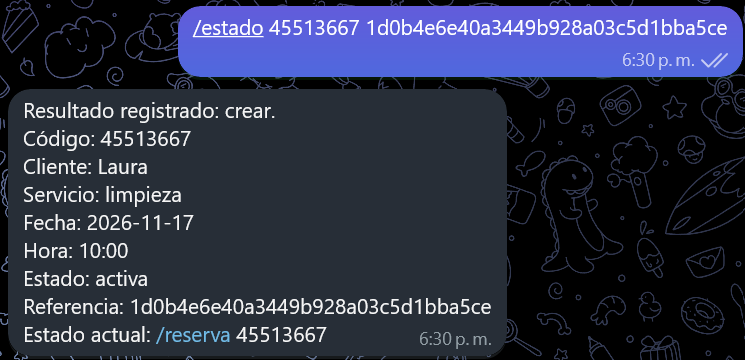 /estado 45513667 1d0b4e6e40a3449b928a03c5d1bba5ce
6:30 p. m.
Resultado registrado: crear.
Código: 45513667
Cliente: Laura
Servicio: limpieza
Fecha: 2026-11-17
Hora: 10:00
Estado: activa
Referencia: 1d0b4e6e40a3449b928a03c5d1bba5ce
Estado actual: /reserva 45513667
6:30 p. m.